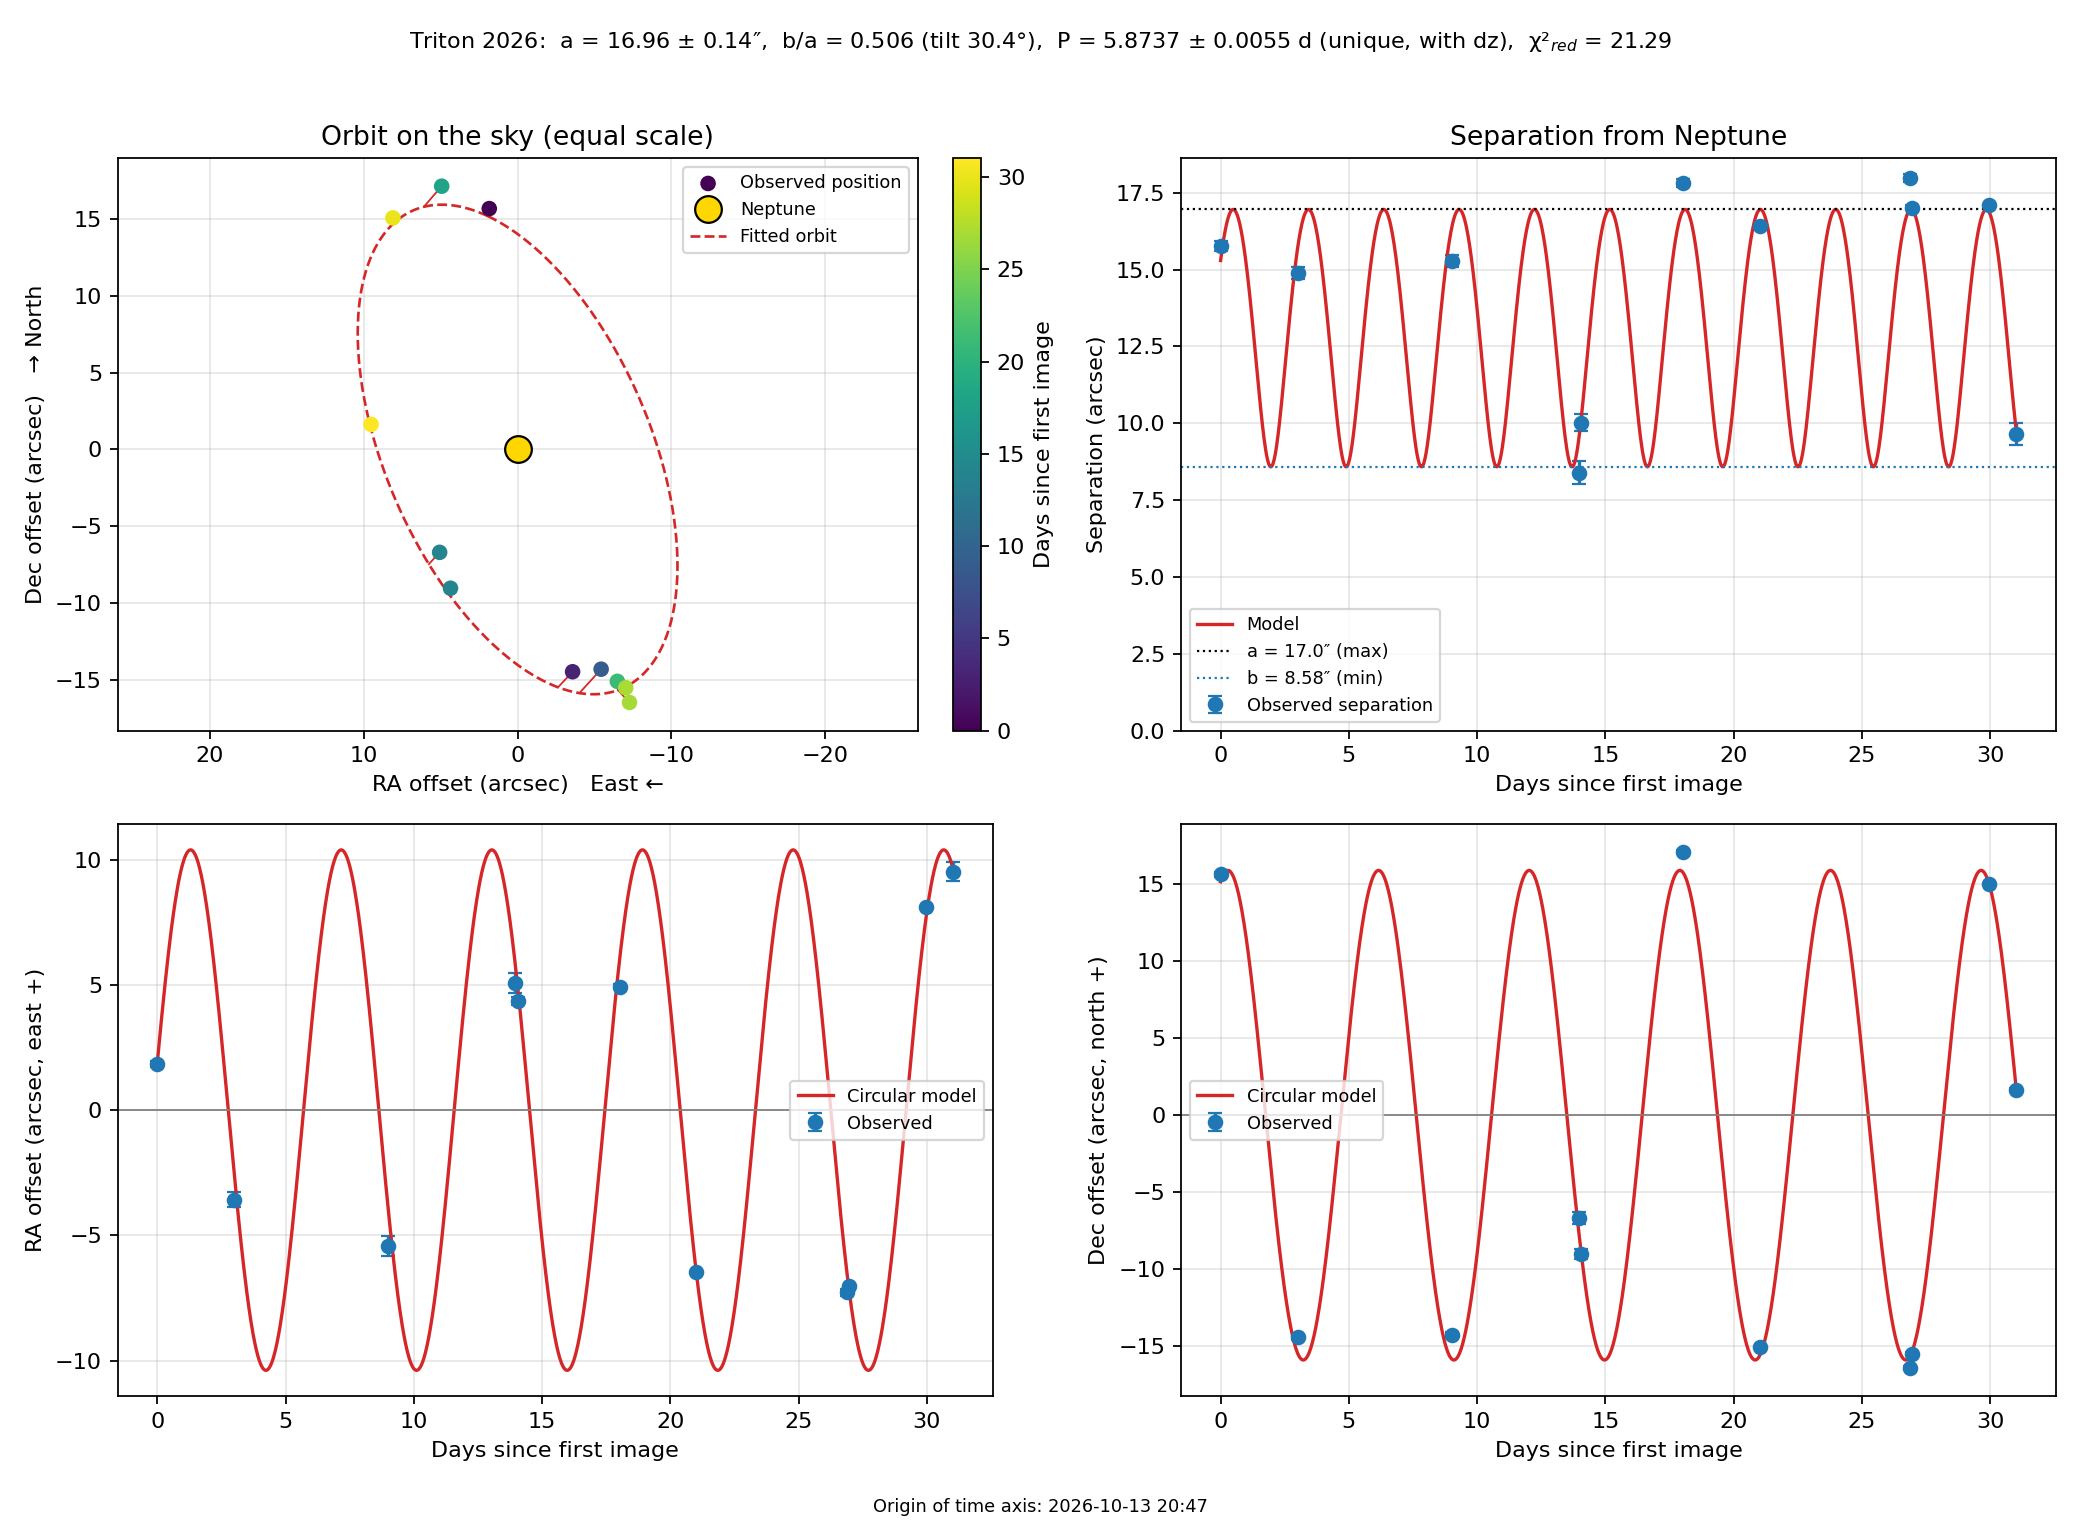 Triton 2026:  a = 16.96 ± 0.14″,  b/a = 0.506 (tilt 30.4°),  P = 5.8737 ± 0.0055 d (unique, with dz),  χ²red = 21.29
Orbit on the sky (equal scale)
Observed position
Neptune
Fitted orbit
15
10
5
0
−5
−10
−15
20
10
0
−10
−20
Dec offset (arcsec)   → North
RA offset (arcsec)   East ←
30
25
20
15
10
5
0
Days since first image
Separation from Neptune
17.5
15.0
12.5
10.0
7.5
5.0
2.5
0.0
Separation (arcsec)
Model
a = 17.0″ (max)
b = 8.58″ (min)
Observed separation
0
5
10
15
20
25
30
Days since first image
10
5
0
−5
−10
RA offset (arcsec, east +)
Circular model
Observed
0
5
10
15
20
25
30
Days since first image
15
10
5
0
−5
−10
−15
Dec offset (arcsec, north +)
Circular model
Observed
0
5
10
15
20
25
30
Days since first image
Origin of time axis: 2026-10-13 20:47